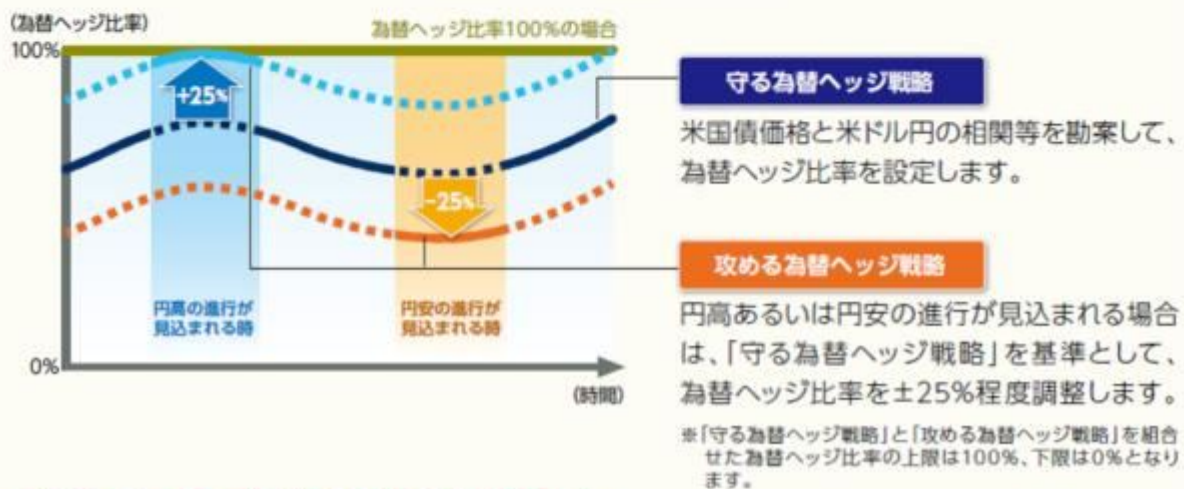 (為替ヘッジ比率)
為替ヘッジ比率100%の場合
100%
+25%
-25%
円高の進行が
見込まれる時
円安の進行が
見込まれる時
0%
(時間)
守る為替ヘッジ戦略
米国債価格と米ドル円の相関等を勘案して、
為替ヘッジ比率を設定します。
攻める為替ヘッジ戦略
円高あるいは円安の進行が見込まれる場合
は、「守る為替ヘッジ戦略」を基準として、
為替ヘッジ比率を±25%程度調整します。
※「守る為替ヘッジ戦略」と「攻める為替ヘッジ戦略」を組合
せた為替ヘッジ比率の上限は100%、下限は0%となり
ます。